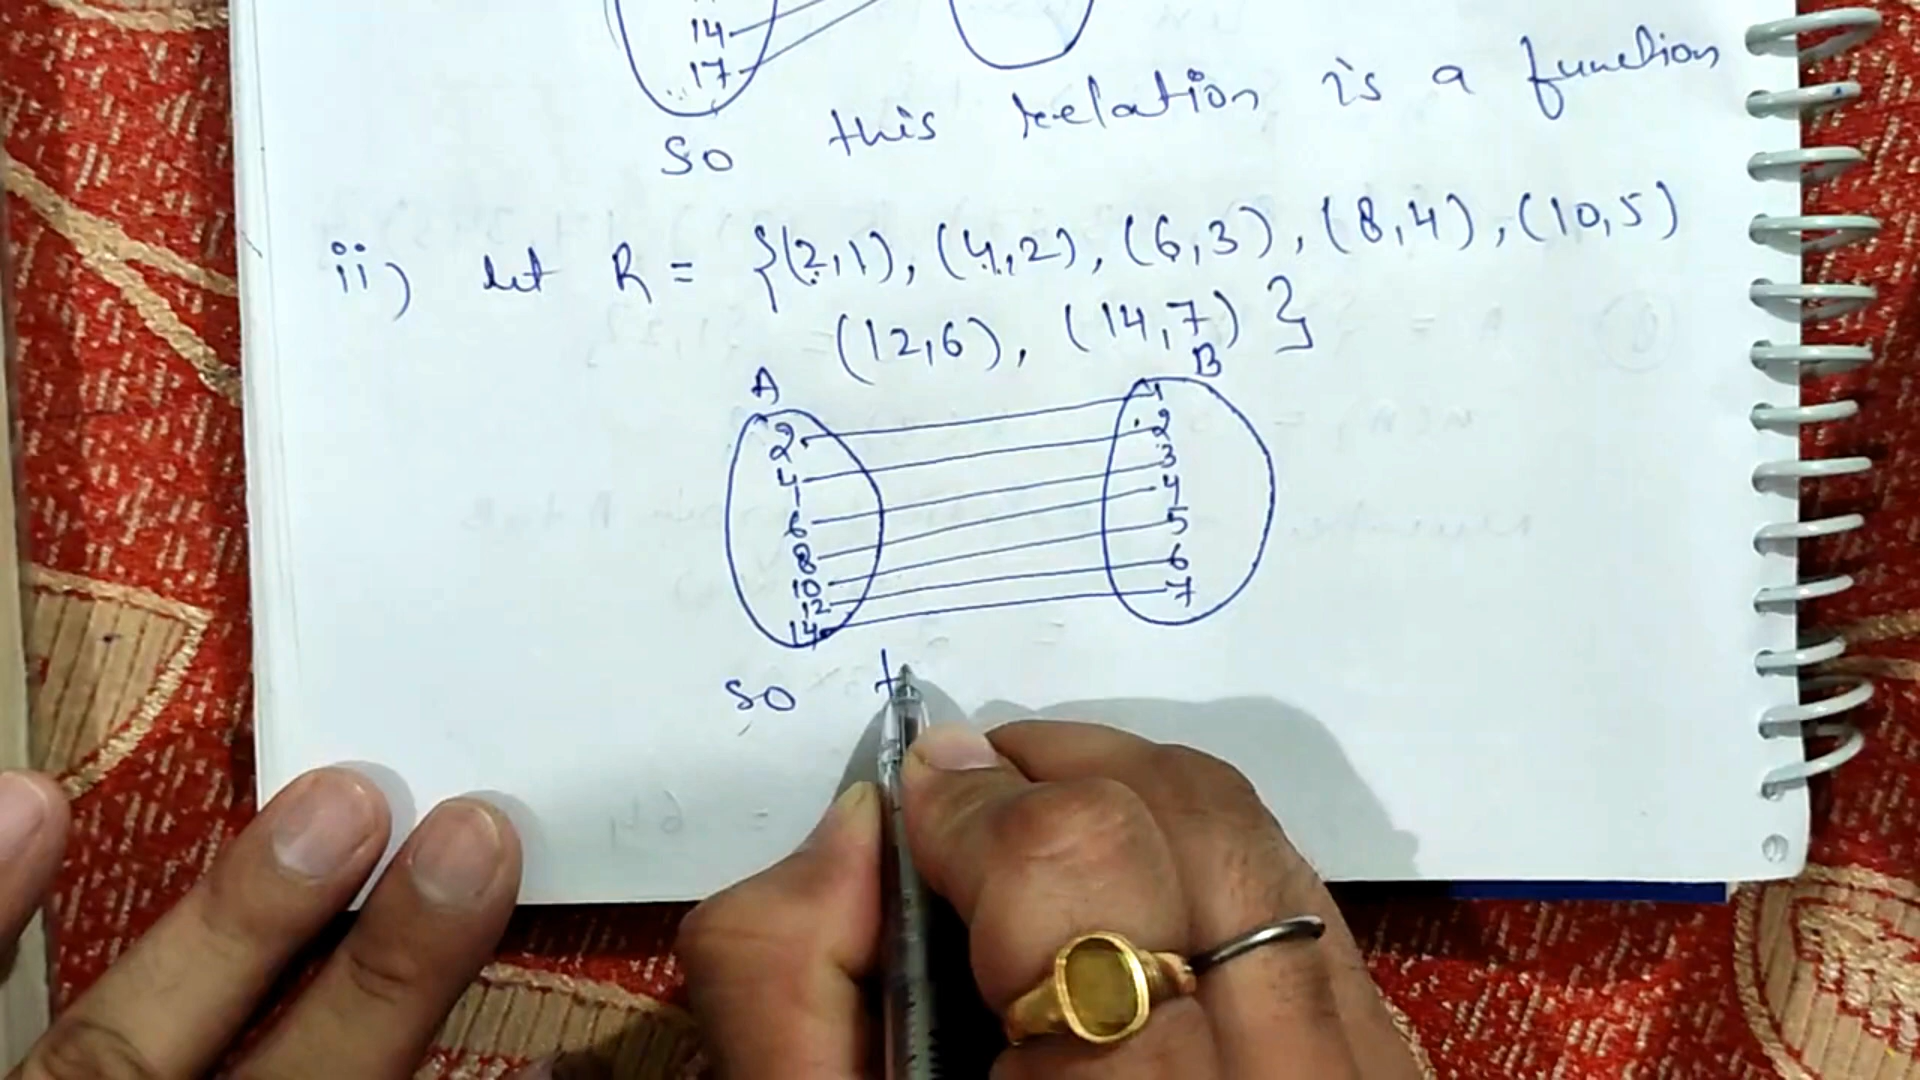 14
17
So this relation is a function
ii) let R = {(2,1), (4,2), (6,3), (8,4), (10,5)
(12,6), (14,7)}
A B
2 1
4 2
6 3
8 4
10 5
12 6
14 7
so